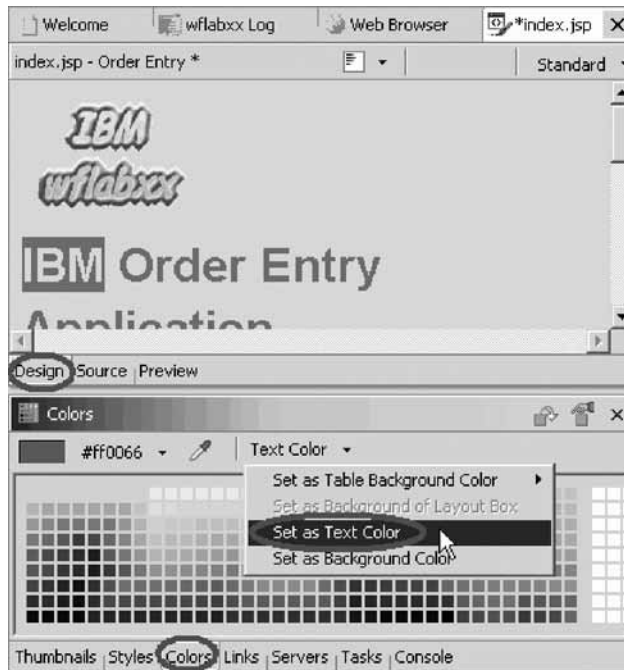 Welcome wflabxx Log Web Browser *index.jsp
index.jsp - Order Entry * Standard
IBM
wflabxx
IBM Order Entry
Application
Design Source Preview
Colors
#ff0066 Text Color
Set as Table Background Color
Set as Background of Layout Box
Set as Text Color
Set as Background Color
Thumbnails Styles Colors Links Servers Tasks Console